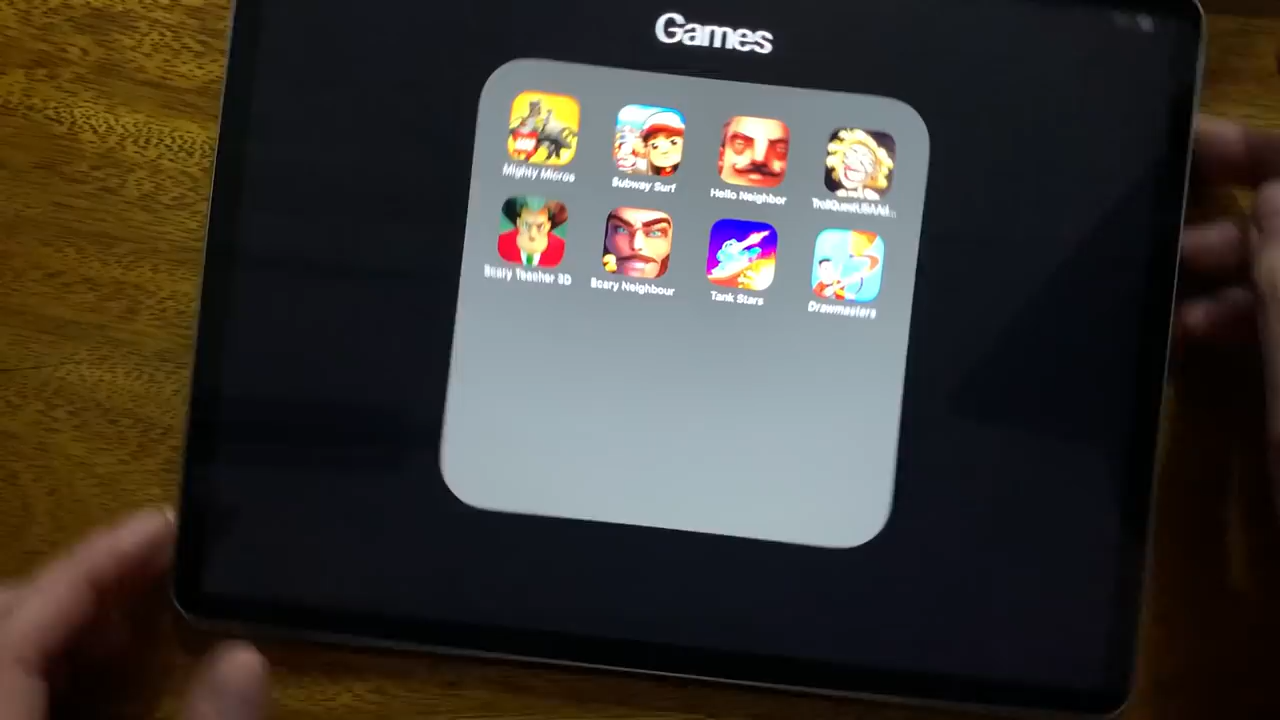 Games
Mighty Micros
Subway Surf
Hello Neighbor
Scary Teacher 3D
Scary Neighbour
Tank Stars
Drawmasters